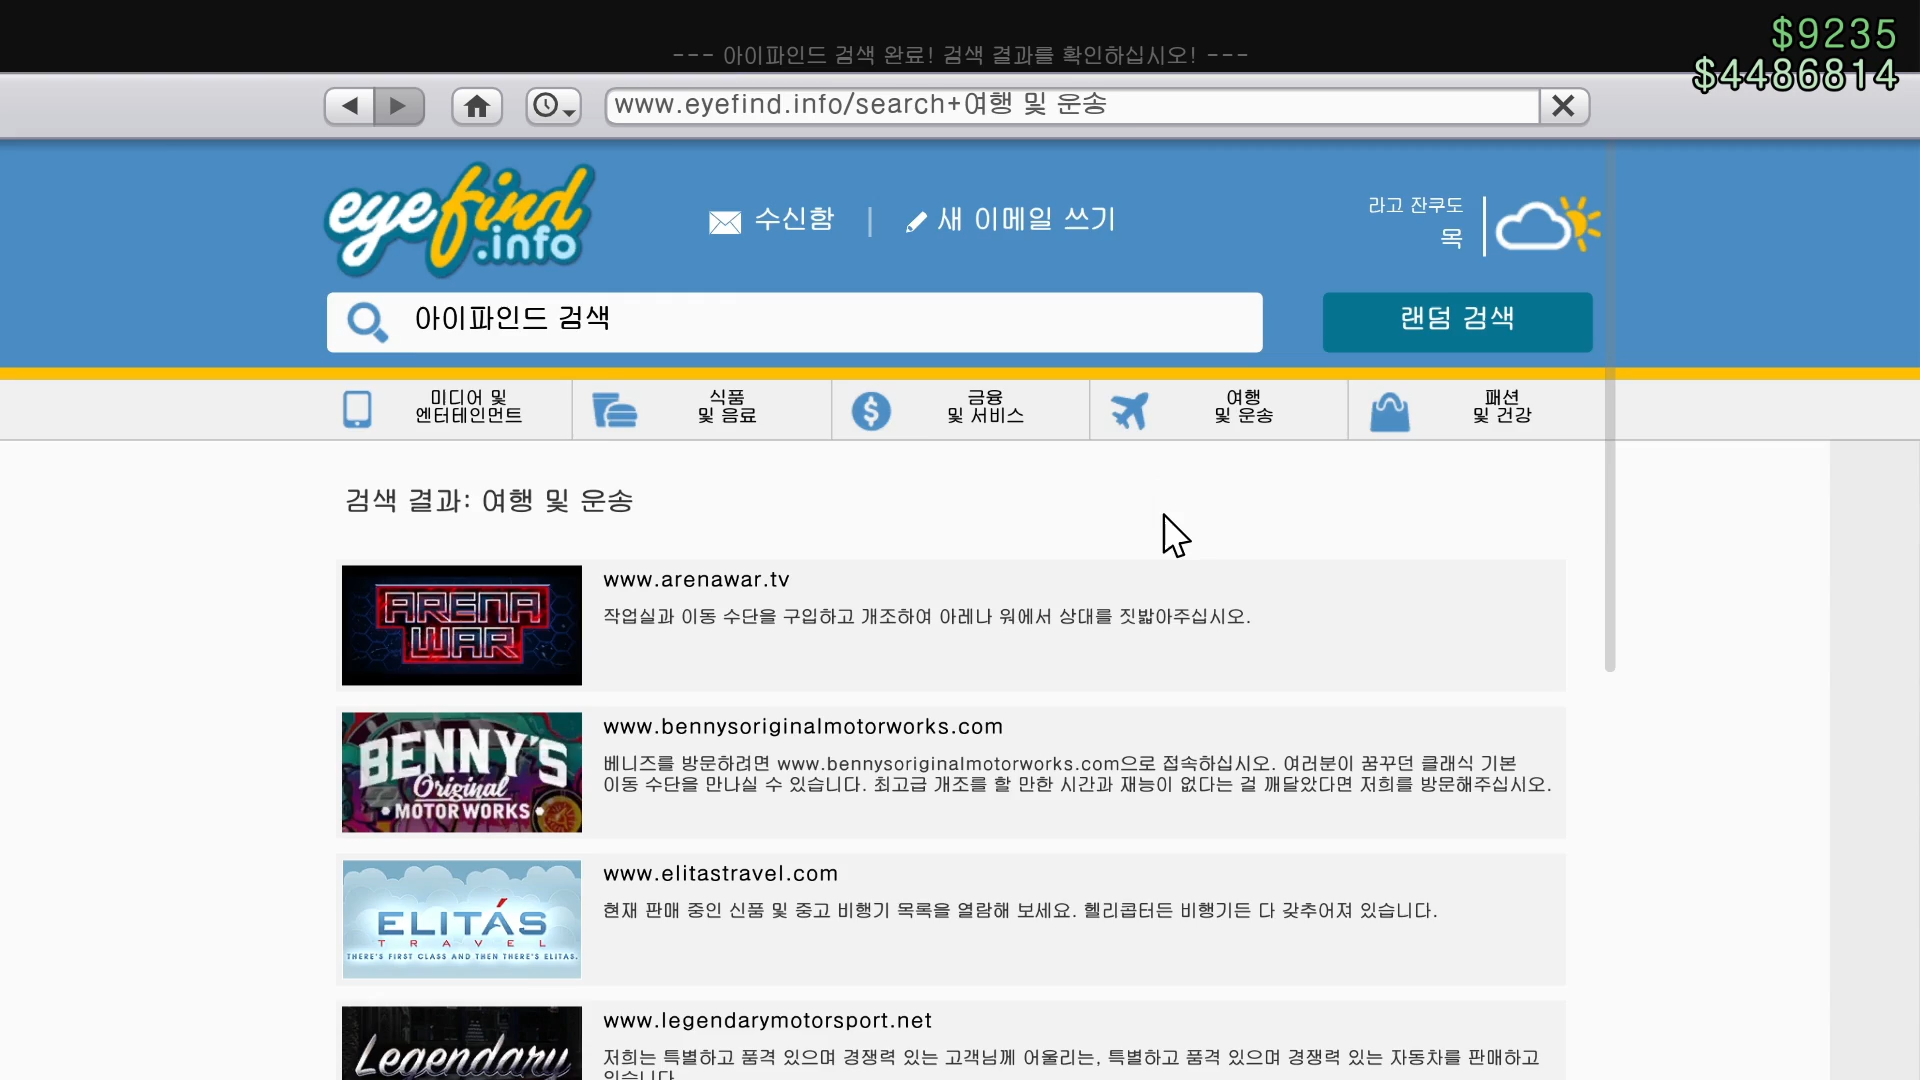 $9235
--- 아이파인드 검색 완료! 검색 결과를 확인하십시오! ---
$4486814
www.eyefind.info/search+여행 및 운송
eyefind
.info
수신함
새 이메일 쓰기
라고 잔쿠도
목
아이파인드 검색
랜덤 검색
미디어 및
엔터테인먼트
식품
및 음료
금융
및 서비스
여행
및 운송
패션
및 건강
검색 결과: 여행 및 운송
ARENA
WAR
www.arenawar.tv
작업실과 이동 수단을 구입하고 개조하여 아레나 워에서 상대를 짓밟아주십시오.
BENNY'S
Original
MOTOR WORKS
www.bennysoriginalmotorworks.com
베니즈를 방문하려면 www.bennysoriginalmotorworks.com으로 접속하십시오. 여러분이 꿈꾸던 클래식 기본
이동 수단을 만나실 수 있습니다. 최고급 개조를 할 만한 시간과 재능이 없다는 걸 깨달았다면 저희를 방문해주십시오.
ELITÁS
TRAVEL
THERE'S FIRST CLASS AND THEN THERE'S ELITAS.
www.elitastravel.com
현재 판매 중인 신품 및 중고 비행기 목록을 열람해 보세요. 헬리콥터든 비행기든 다 갖추어져 있습니다.
Legendary
www.legendarymotorsport.net
저희는 특별하고 품격 있으며 경쟁력 있는 고객님께 어울리는, 특별하고 품격 있으며 경쟁력 있는 자동차를 판매하고
있습니다.